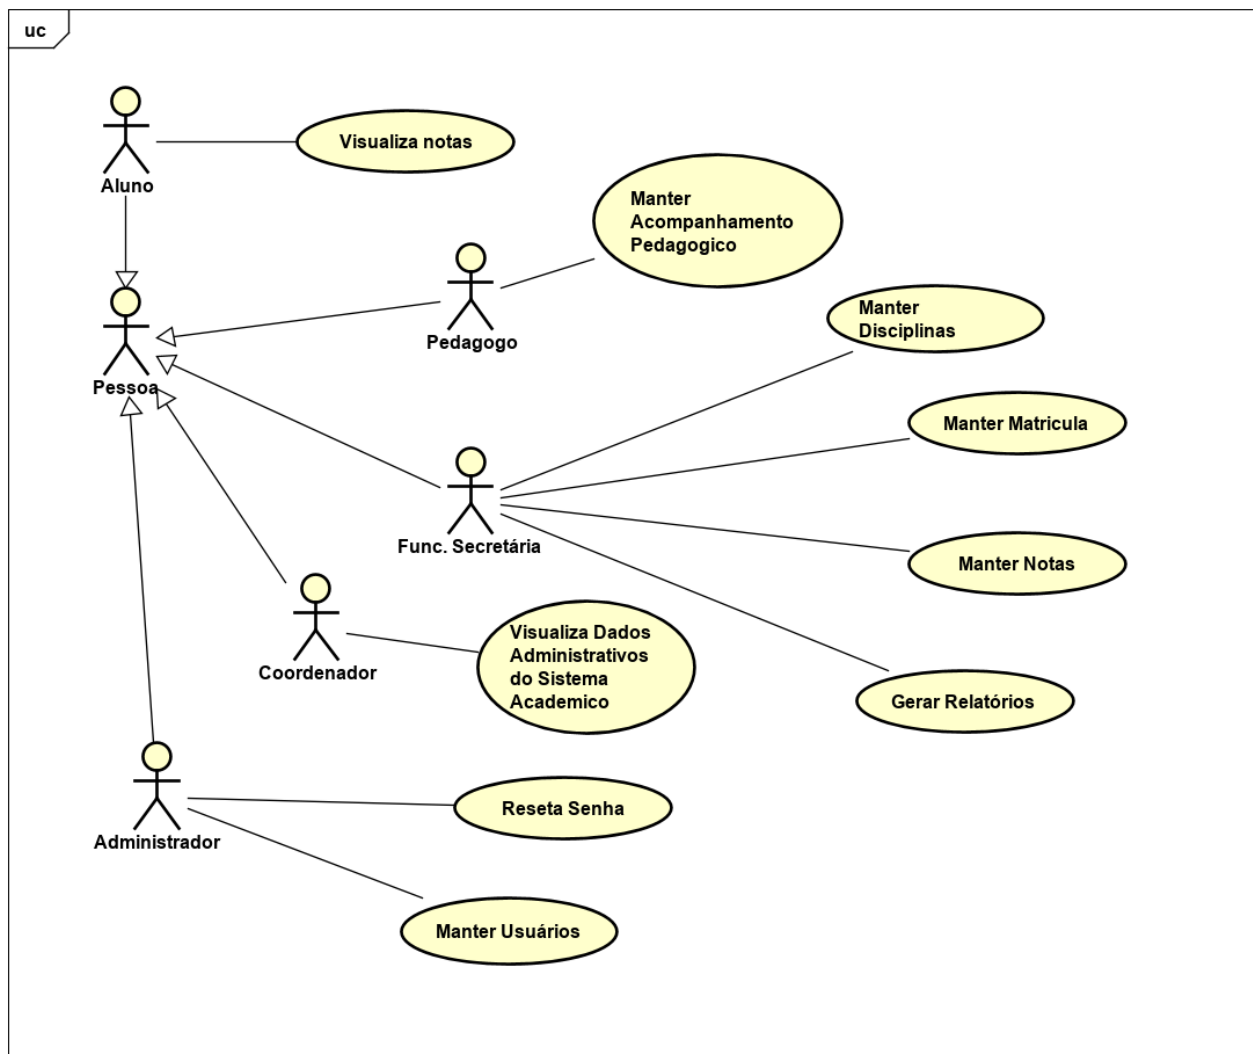 uc
Visualiza notas
Aluno
Manter
Acompanhamento
Pedagogico
Manter
Disciplinas
Pedagogo
Pessoa
Manter Matricula
Func. Secretária
Manter Notas
Visualiza Dados
Administrativos
do Sistema
Academico
Coordenador
Gerar Relatórios
Reseta Senha
Administrador
Manter Usuários